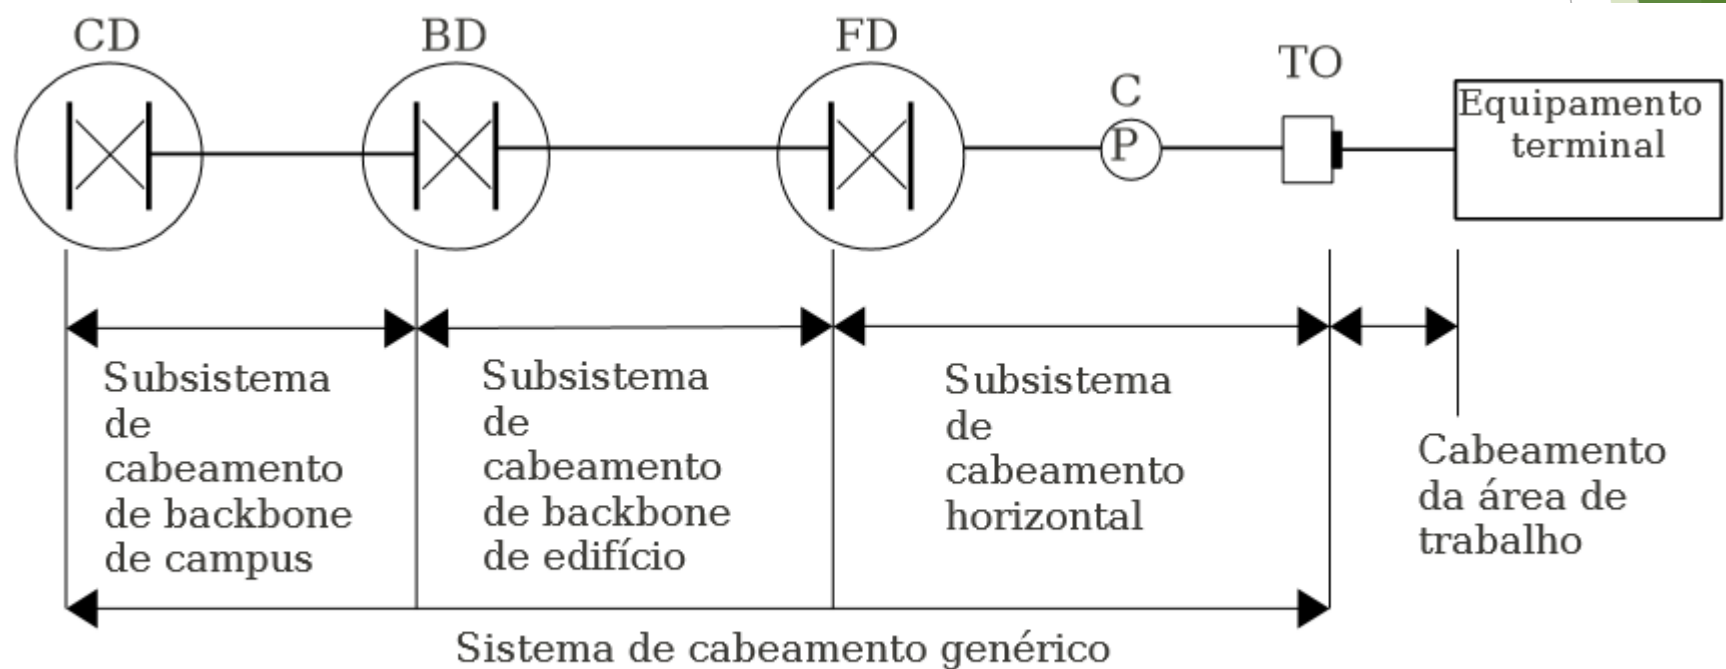 CD
BD
FD
C
P
TO
Equipamento
terminal
Subsistema
de
cabeamento
de backbone
de campus
Subsistema
de
cabeamento
de backbone
de edifício
Subsistema
de
cabeamento
horizontal
Cabeamento
da área de
trabalho
Sistema de cabeamento genérico